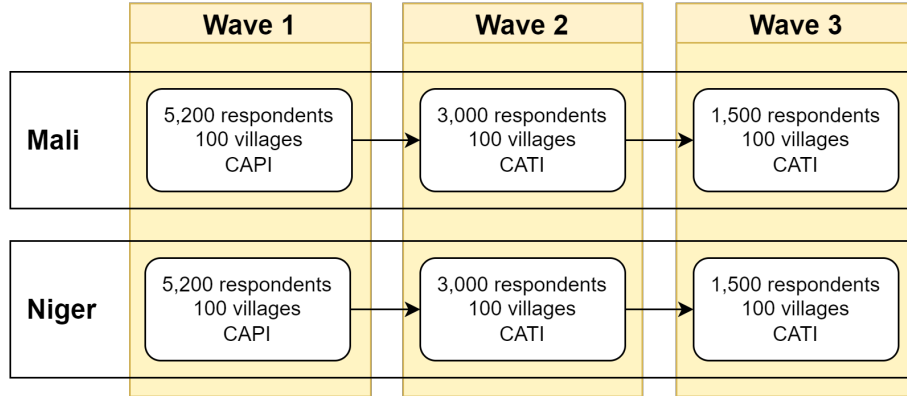 Wave 1
Wave 2
Wave 3
Mali
5,200 respondents
100 villages
CAPI
3,000 respondents
100 villages
CATI
1,500 respondents
100 villages
CATI
Niger
5,200 respondents
100 villages
CAPI
3,000 respondents
100 villages
CATI
1,500 respondents
100 villages
CATI